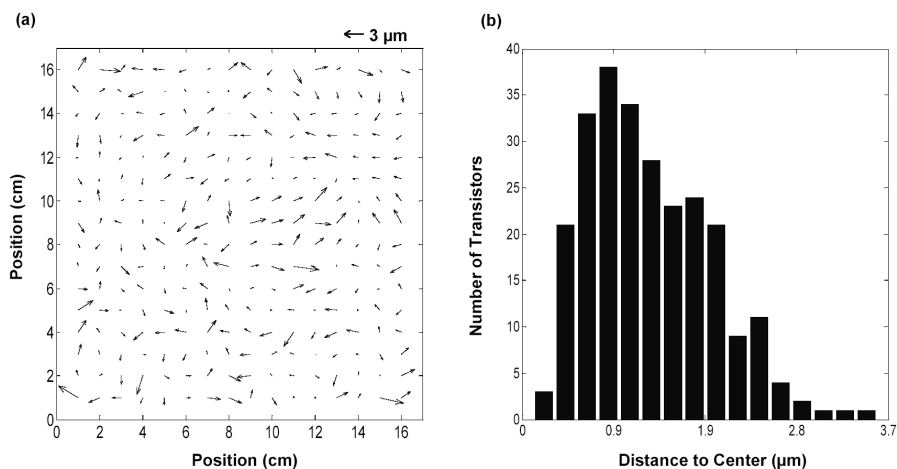 (a)
3 µm
16
14
12
10
8
6
4
2
0
Position (cm)
0 2 4 6 8 10 12 14 16
Position (cm)
(b)
40
35
30
25
20
15
10
5
0
Number of Transistors
0 0.9 1.9 2.8 3.7
Distance to Center (µm)